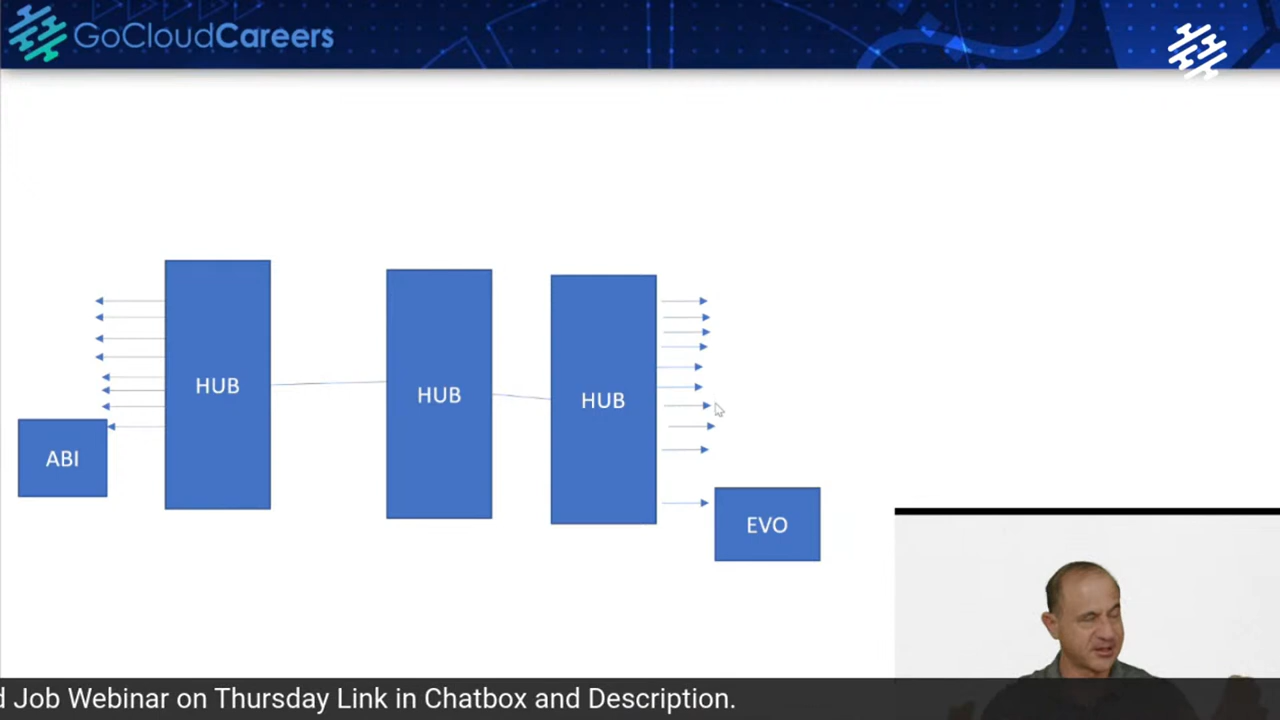 GoCloudCareers
HUB
HUB
HUB
ABI
EVO
Job Webinar on Thursday Link in Chatbox and Description.